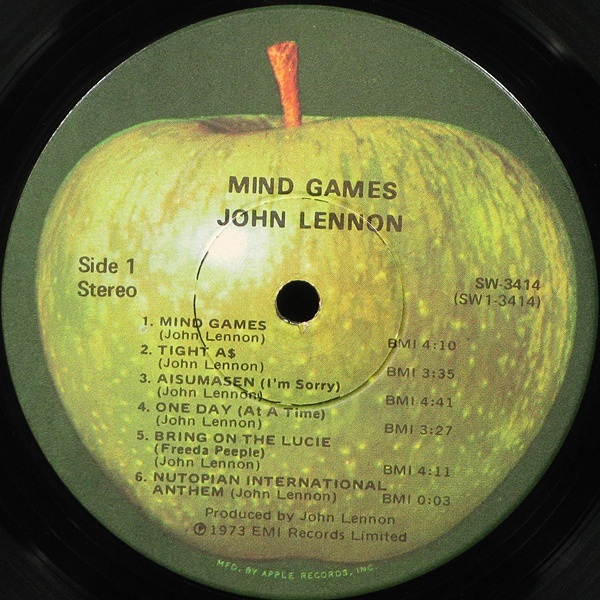 MIND GAMES
JOHN LENNON
Side 1
Stereo
SW-3414
(SW1-3414)
1. MIND GAMES
(John Lennon) BMI 4:10
2. TIGHT A$
(John Lennon) BMI 3:35
3. AISUMASEN (I'm Sorry)
(John Lennon) BMI 4:41
4. ONE DAY (At A Time)
(John Lennon) BMI 3:27
5. BRING ON THE LUCIE
(Freeda Peeple)
(John Lennon) BMI 4:11
6. NUTOPIAN INTERNATIONAL
ANTHEM (John Lennon) BMI 0:03
Produced by John Lennon
℗1973 EMI Records Limited
MFD. BY APPLE RECORDS, INC.